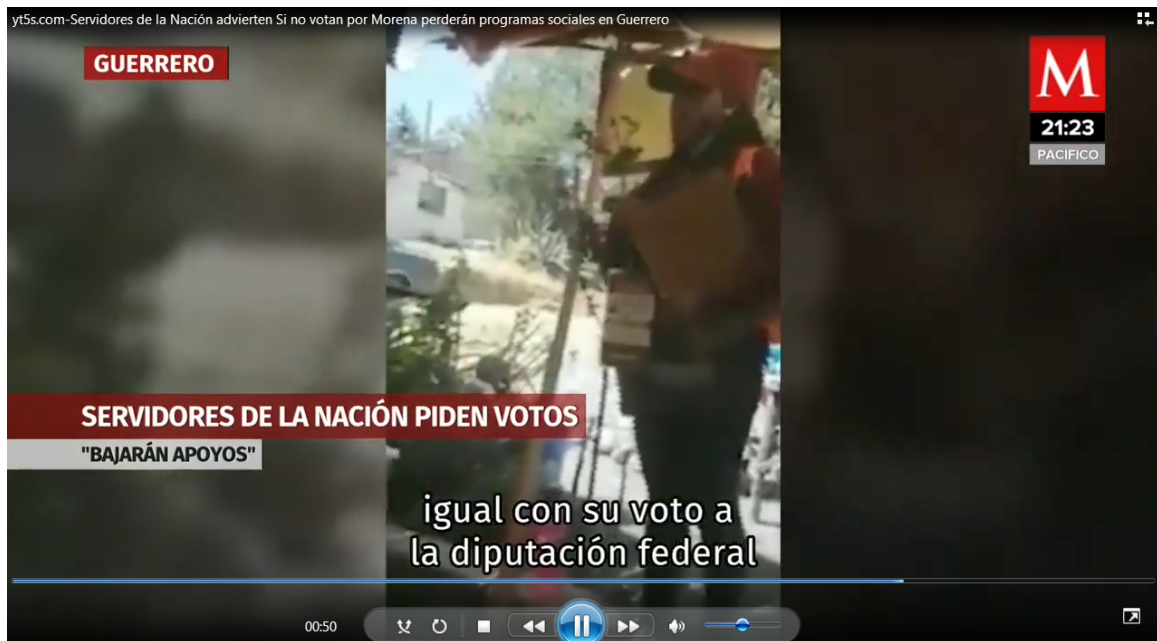 yt5s.com-Servidores de la Nación advierten Si no votan por Morena perderán programas sociales en Guerrero
GUERRERO
M
21:23
PACIFICO
SERVIDORES DE LA NACIÓN PIDEN VOTOS
"BAJARÁN APOYOS"
igual con su voto a
la diputación federal
00:50